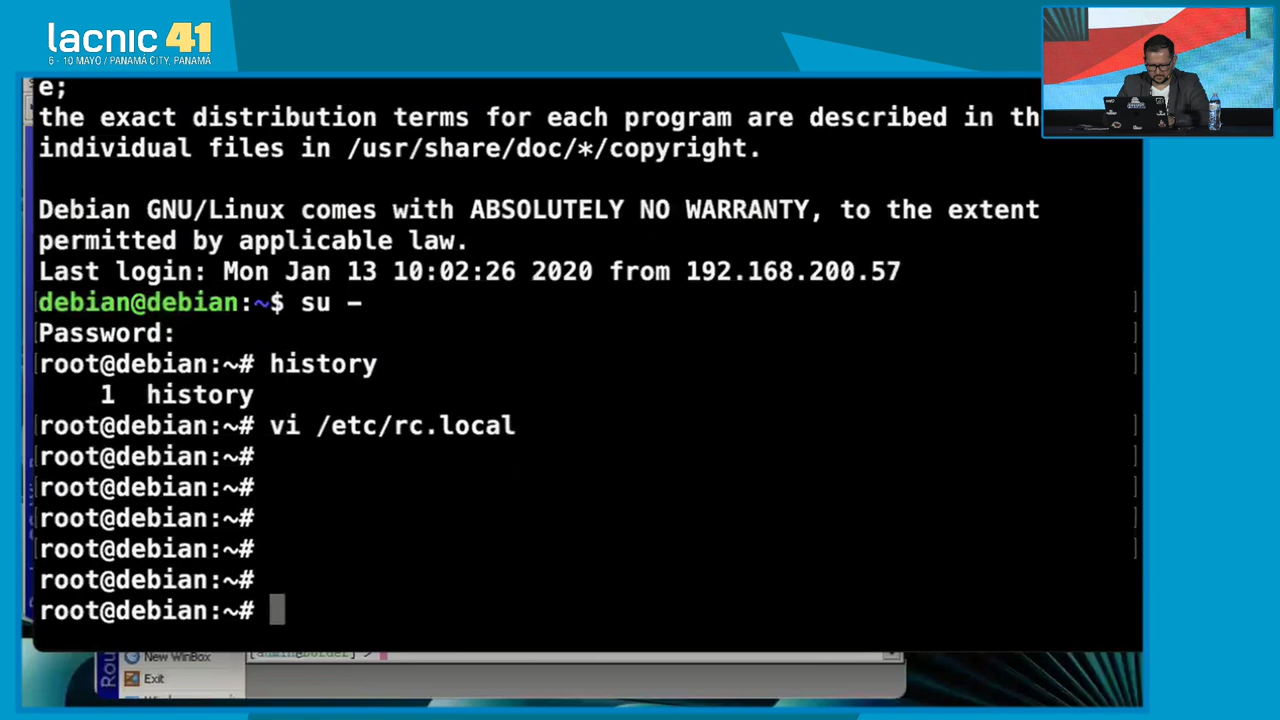 lacnic 41
6 - 10 MAYO / PANAMÁ CITY, PANAMÁ
e;
the exact distribution terms for each program are described in th
individual files in /usr/share/doc/*/copyright.
Debian GNU/Linux comes with ABSOLUTELY NO WARRANTY, to the extent
permitted by applicable law.
Last login: Mon Jan 13 10:02:26 2020 from 192.168.200.57
debian@debian:~$ su -
Password:
root@debian:~# history
1 history
root@debian:~# vi /etc/rc.local
root@debian:~#
root@debian:~#
root@debian:~#
root@debian:~#
root@debian:~#
root@debian:~#
New WinBox
Exit
Rou